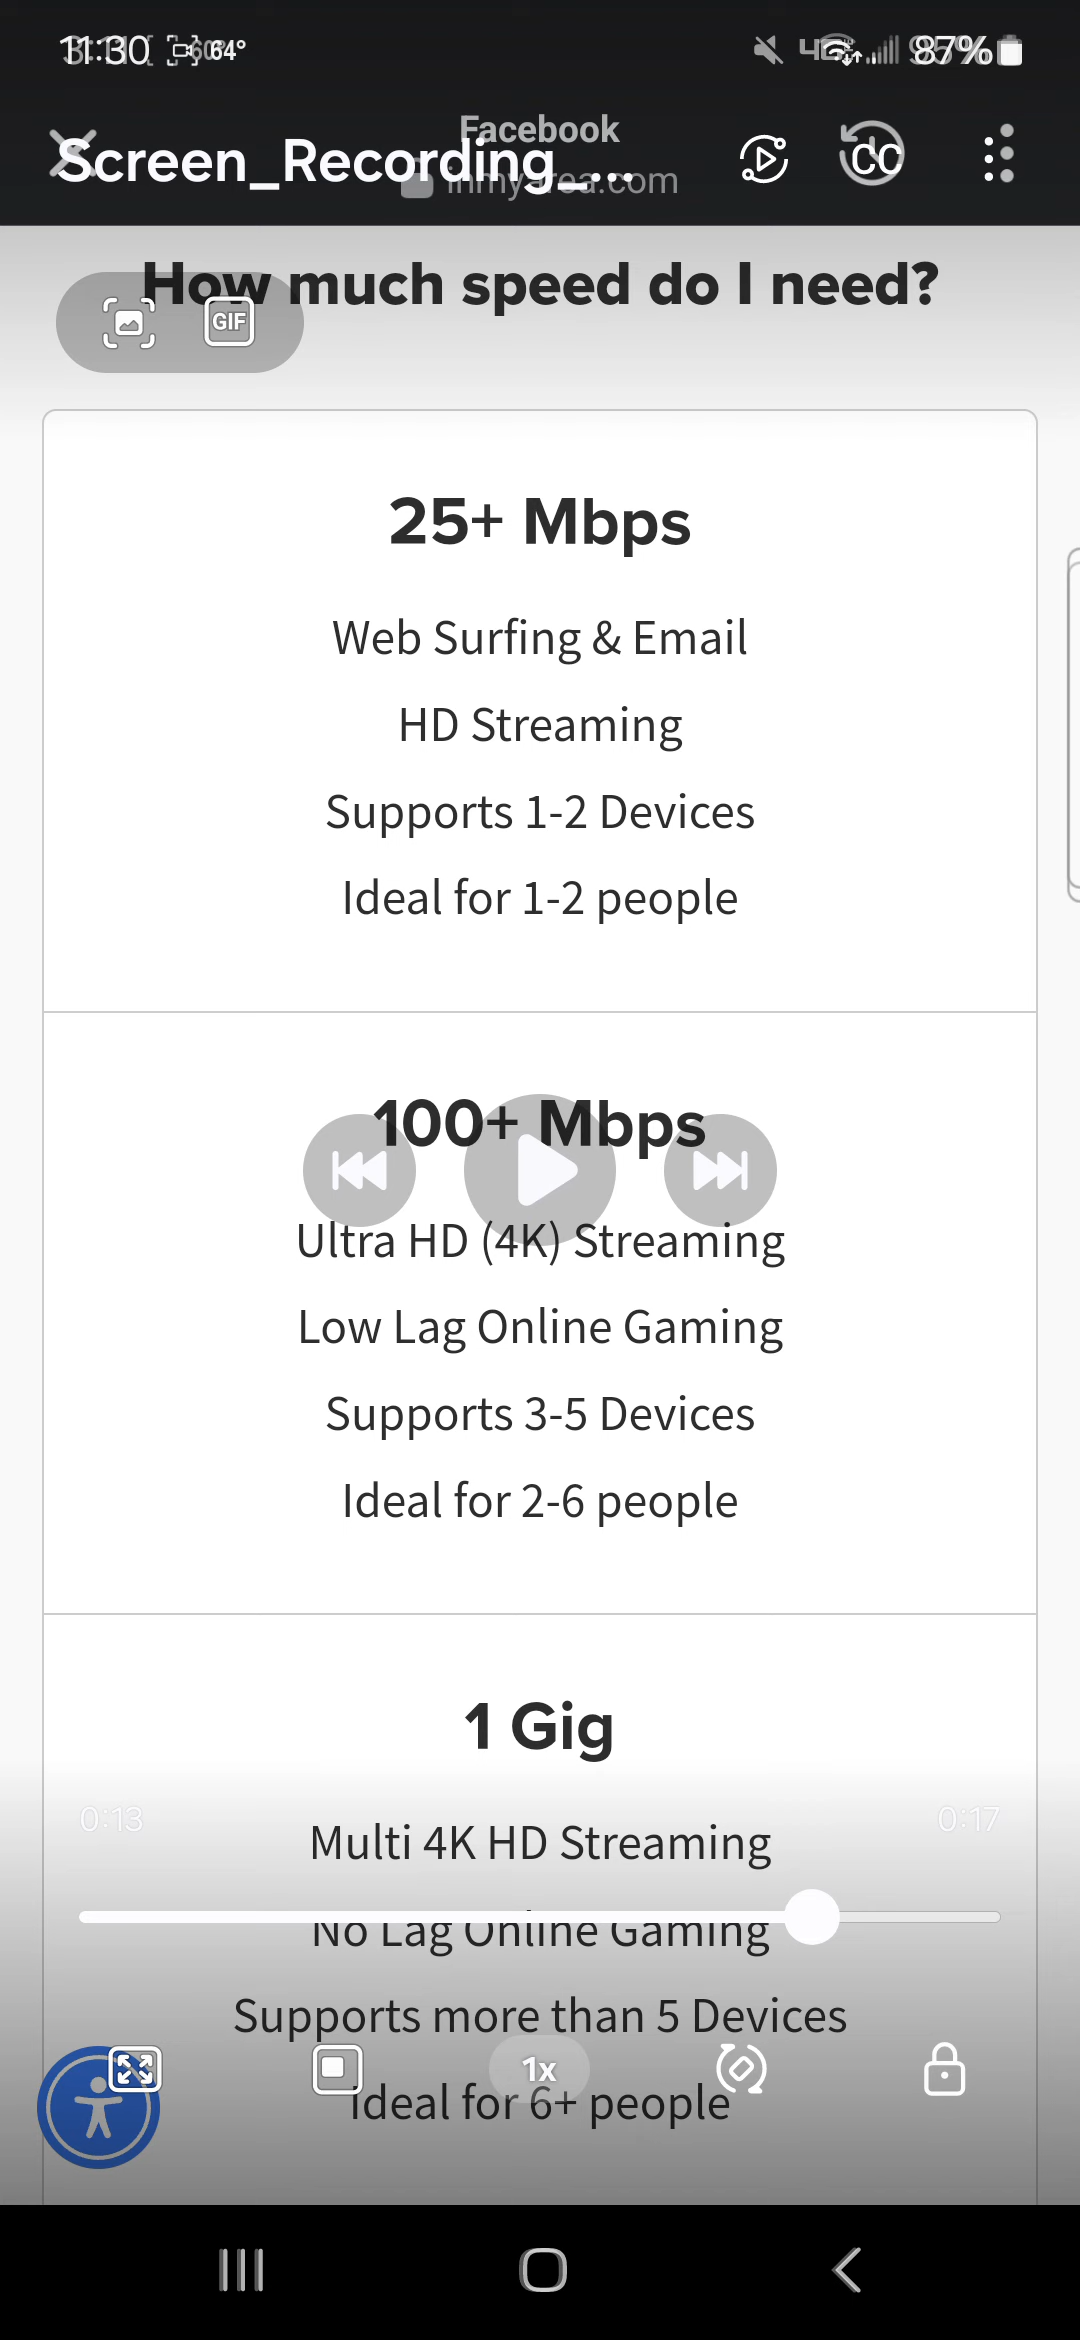 11:30 64° 87%
Facebook
Screen_Recording_...
inmyarea.com
CC
How much speed do I need?
GIF
25+ Mbps
Web Surfing & Email
HD Streaming
Supports 1-2 Devices
Ideal for 1-2 people
100+ Mbps
Ultra HD (4K) Streaming
Low Lag Online Gaming
Supports 3-5 Devices
Ideal for 2-6 people
1 Gig
0:13 0:17
Multi 4K HD Streaming
No Lag Online Gaming
Supports more than 5 Devices
1x
Ideal for 6+ people